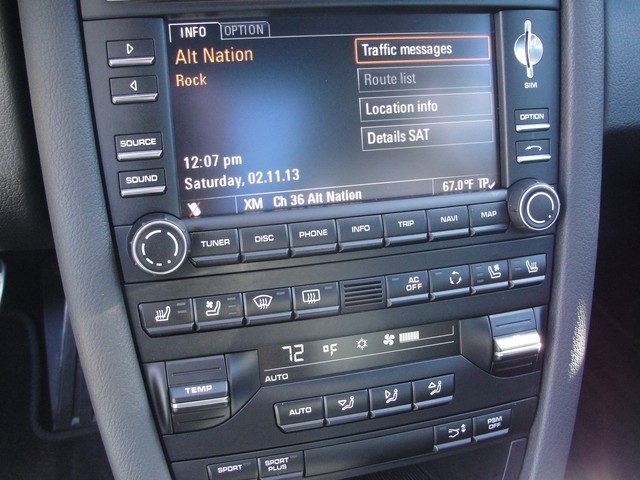 INFO OPTION
Alt Nation
Rock
Traffic messages
Route list
Location info
Details SAT
12:07 pm
Saturday, 02.11.13
XM Ch 36 Alt Nation 67.0°F TP
SIM
SOURCE
SOUND
OPTION
TUNER DISC PHONE INFO TRIP NAVI MAP
AC OFF
72 °F
AUTO
TEMP
AUTO
PSM OFF
SPORT SPORT PLUS